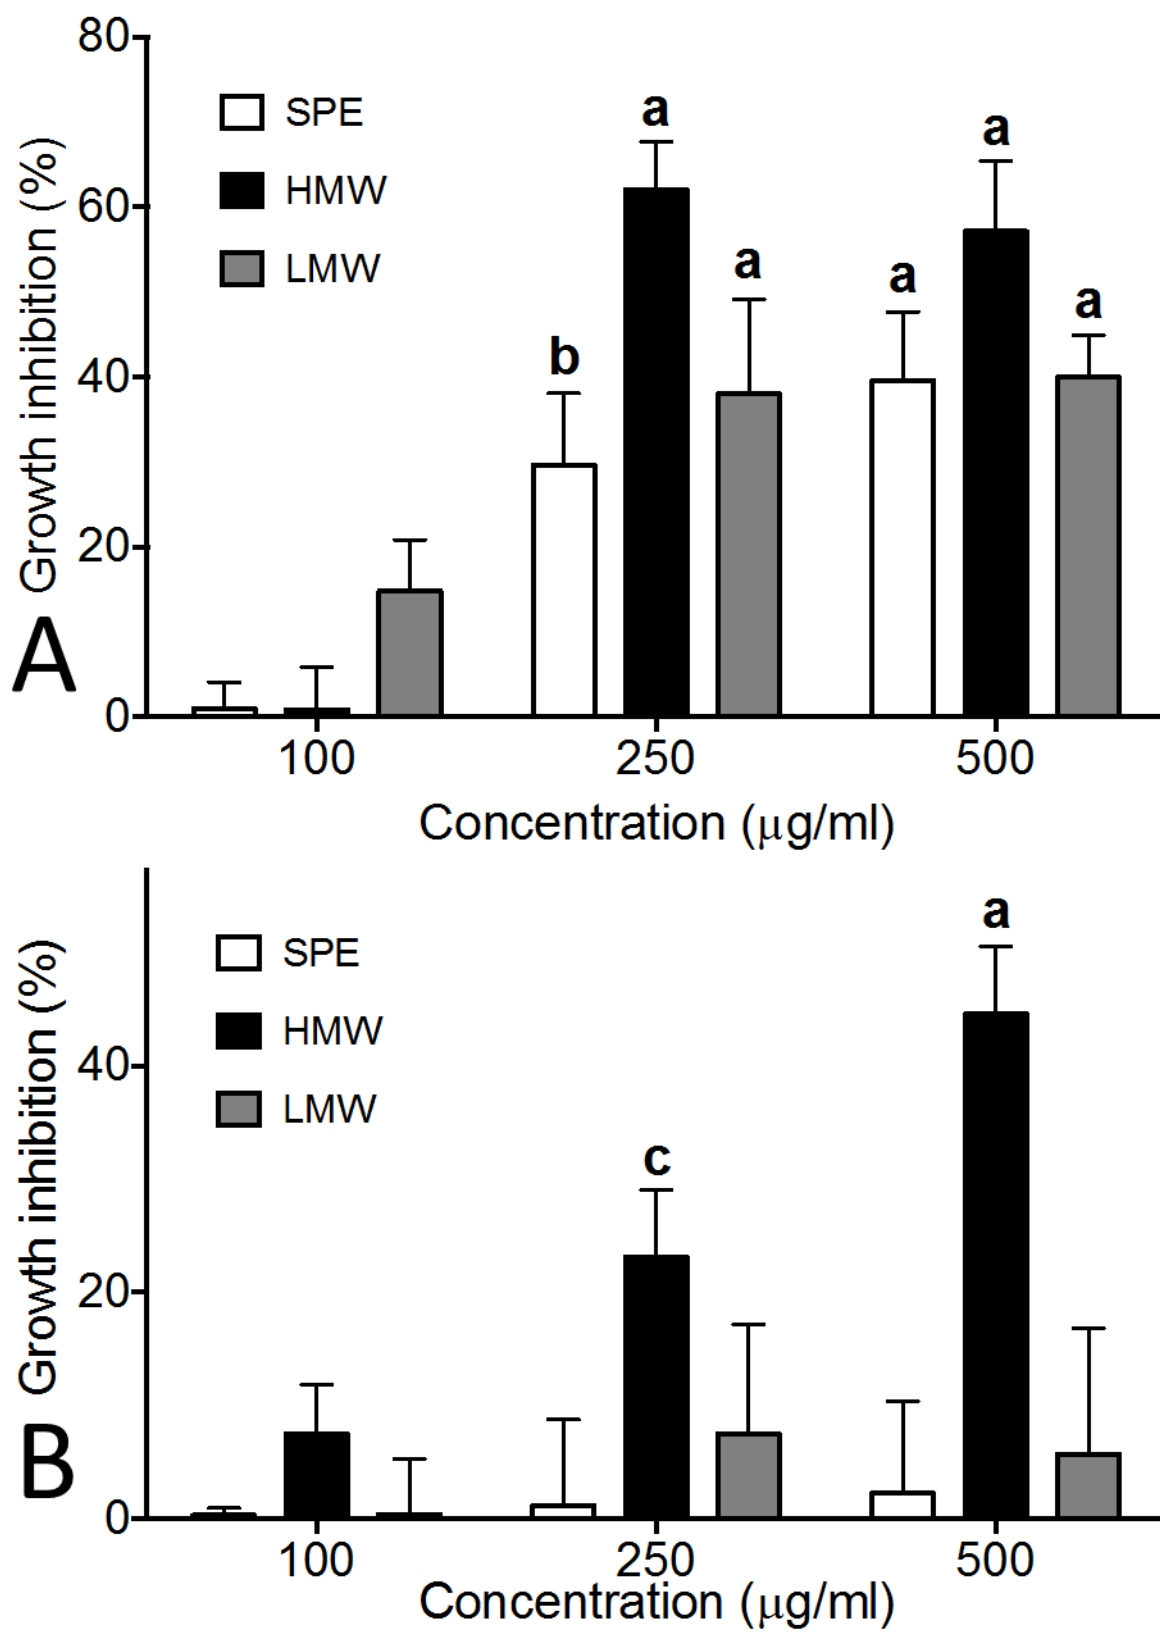 80
60
40
20
0
Growth inhibition (%)
SPE
HMW
LMW
a
a
a
a
a
b
A
100
250
500
Concentration (μg/ml)
40
20
0
Growth inhibition (%)
SPE
HMW
LMW
a
c
B
100
250
500
Concentration (μg/ml)